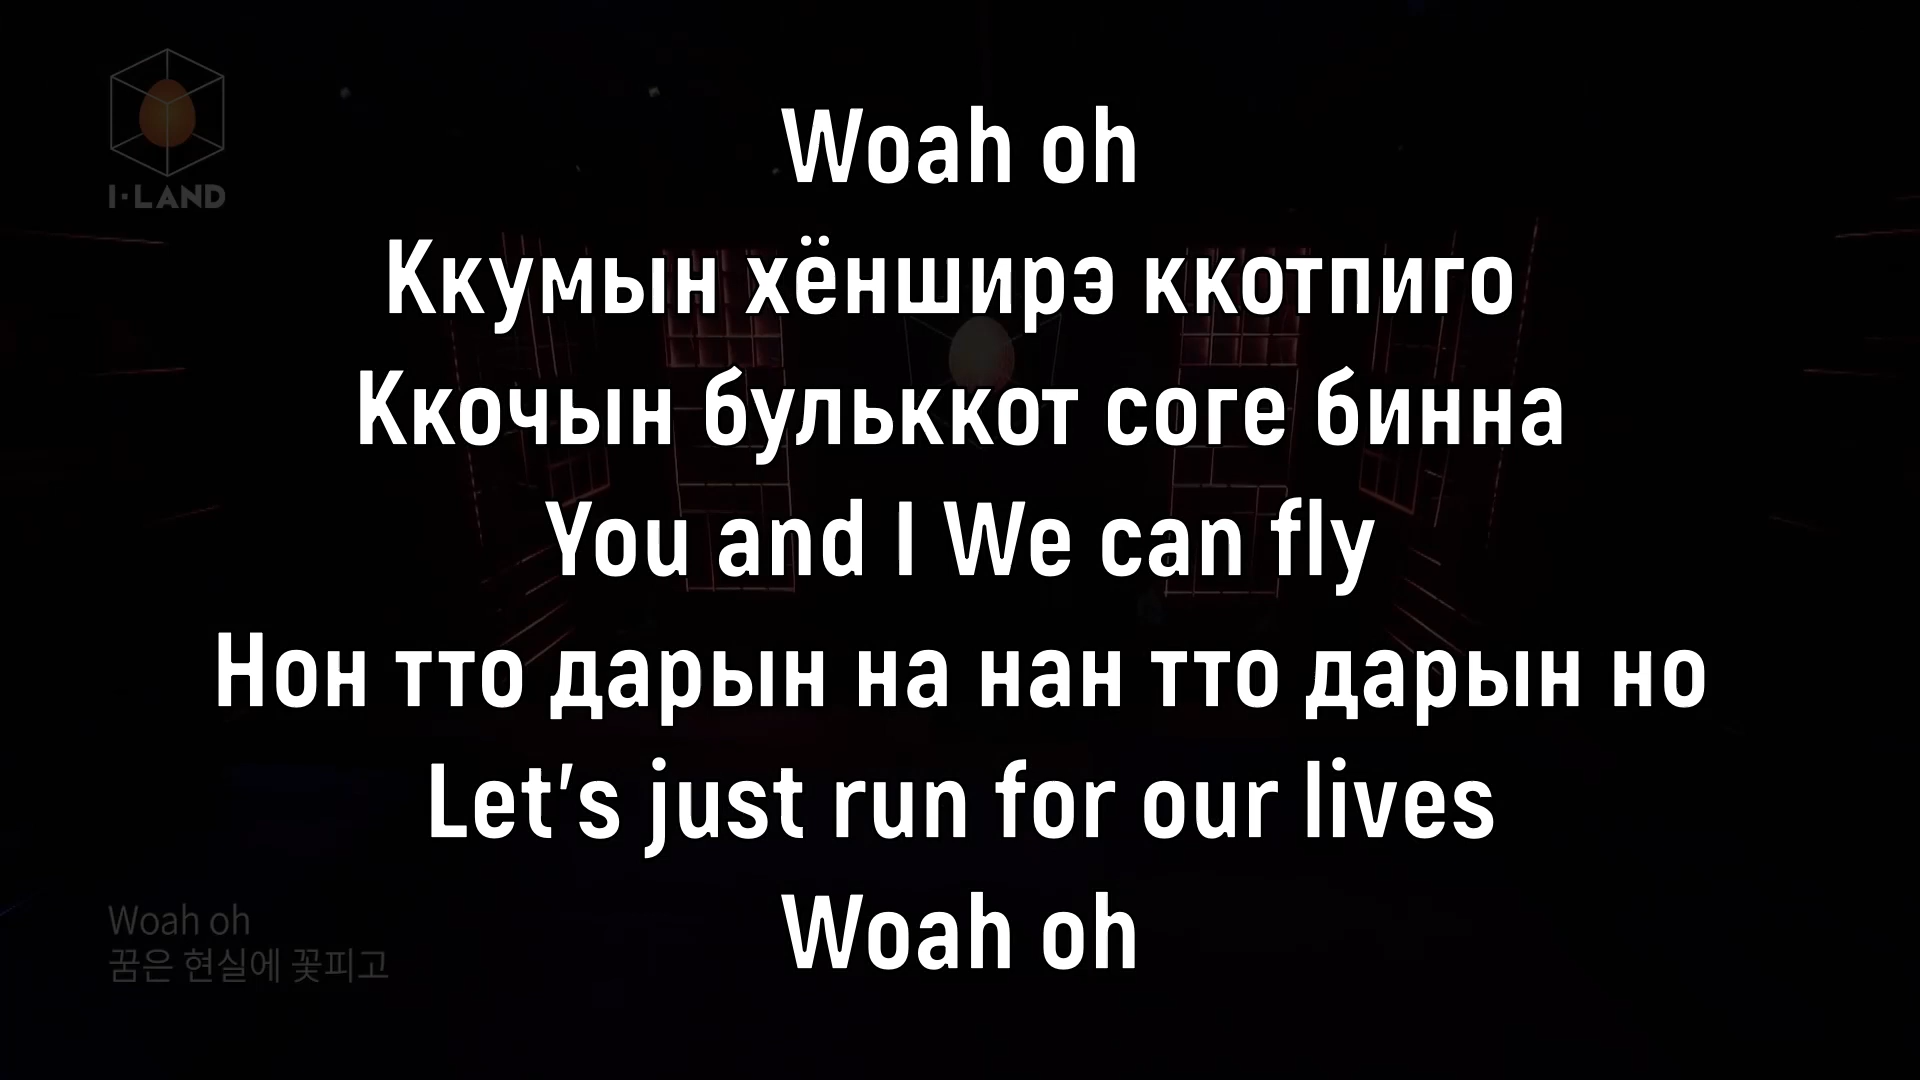 I·LAND
Woah oh
Ккумын хёнширэ ккотпиго
Ккочын бульккот соге бинна
You and I We can fly
Нон тто дарын на нан тто дарын но
Let’s just run for our lives
Woah oh
Woah oh
꿈은 현실에 꽃피고